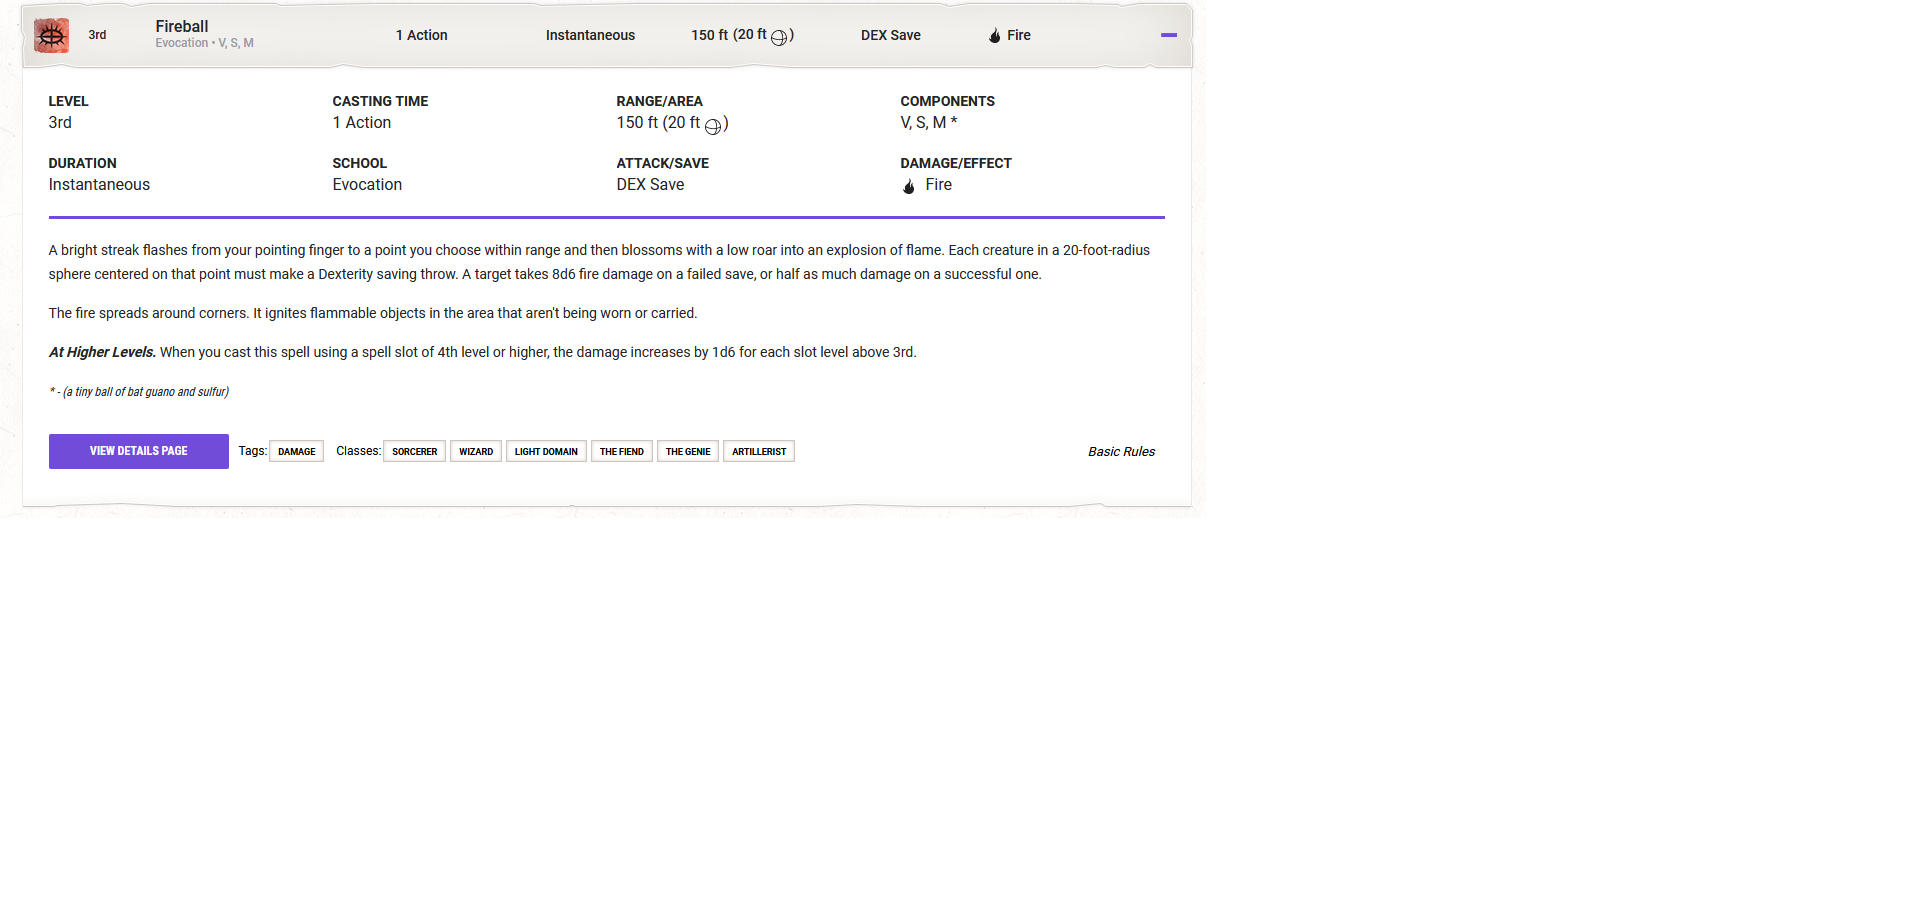 3rd
Fireball
Evocation • V, S, M
1 Action
Instantaneous
150 ft (20 ft )
DEX Save
Fire
LEVEL
3rd
CASTING TIME
1 Action
RANGE/AREA
150 ft (20 ft )
COMPONENTS
V, S, M *
DURATION
Instantaneous
SCHOOL
Evocation
ATTACK/SAVE
DEX Save
DAMAGE/EFFECT
Fire
A bright streak flashes from your pointing finger to a point you choose within range and then blossoms with a low roar into an explosion of flame. Each creature in a 20-foot-radius
sphere centered on that point must make a Dexterity saving throw. A target takes 8d6 fire damage on a failed save, or half as much damage on a successful one.
The fire spreads around corners. It ignites flammable objects in the area that aren't being worn or carried.
At Higher Levels. When you cast this spell using a spell slot of 4th level or higher, the damage increases by 1d6 for each slot level above 3rd.
* - (a tiny ball of bat guano and sulfur)
VIEW DETAILS PAGE
Tags: DAMAGE
Classes: SORCERER WIZARD LIGHT DOMAIN THE FIEND THE GENIE ARTILLERIST
Basic Rules